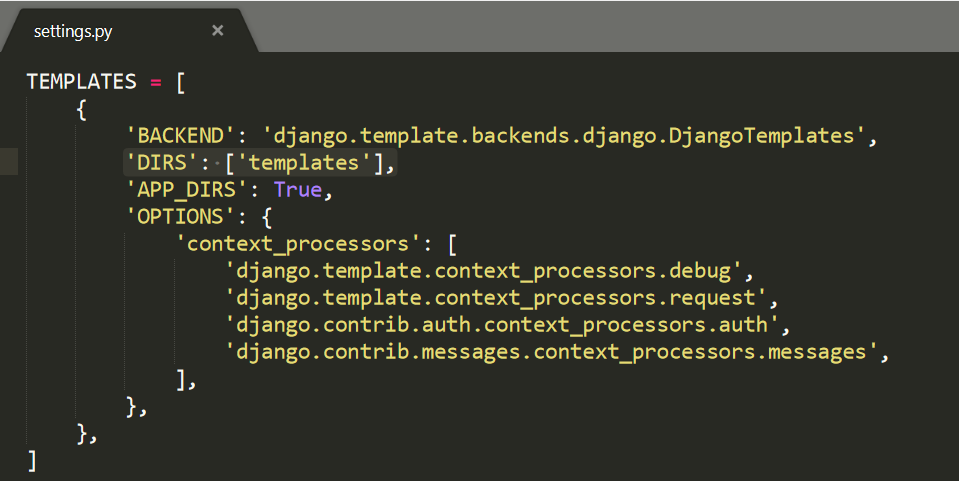 settings.py ×
TEMPLATES = [
    {
        'BACKEND': 'django.template.backends.django.DjangoTemplates',
        'DIRS': ['templates'],
        'APP_DIRS': True,
        'OPTIONS': {
            'context_processors': [
                'django.template.context_processors.debug',
                'django.template.context_processors.request',
                'django.contrib.auth.context_processors.auth',
                'django.contrib.messages.context_processors.messages',
            ],
        },
    },
]